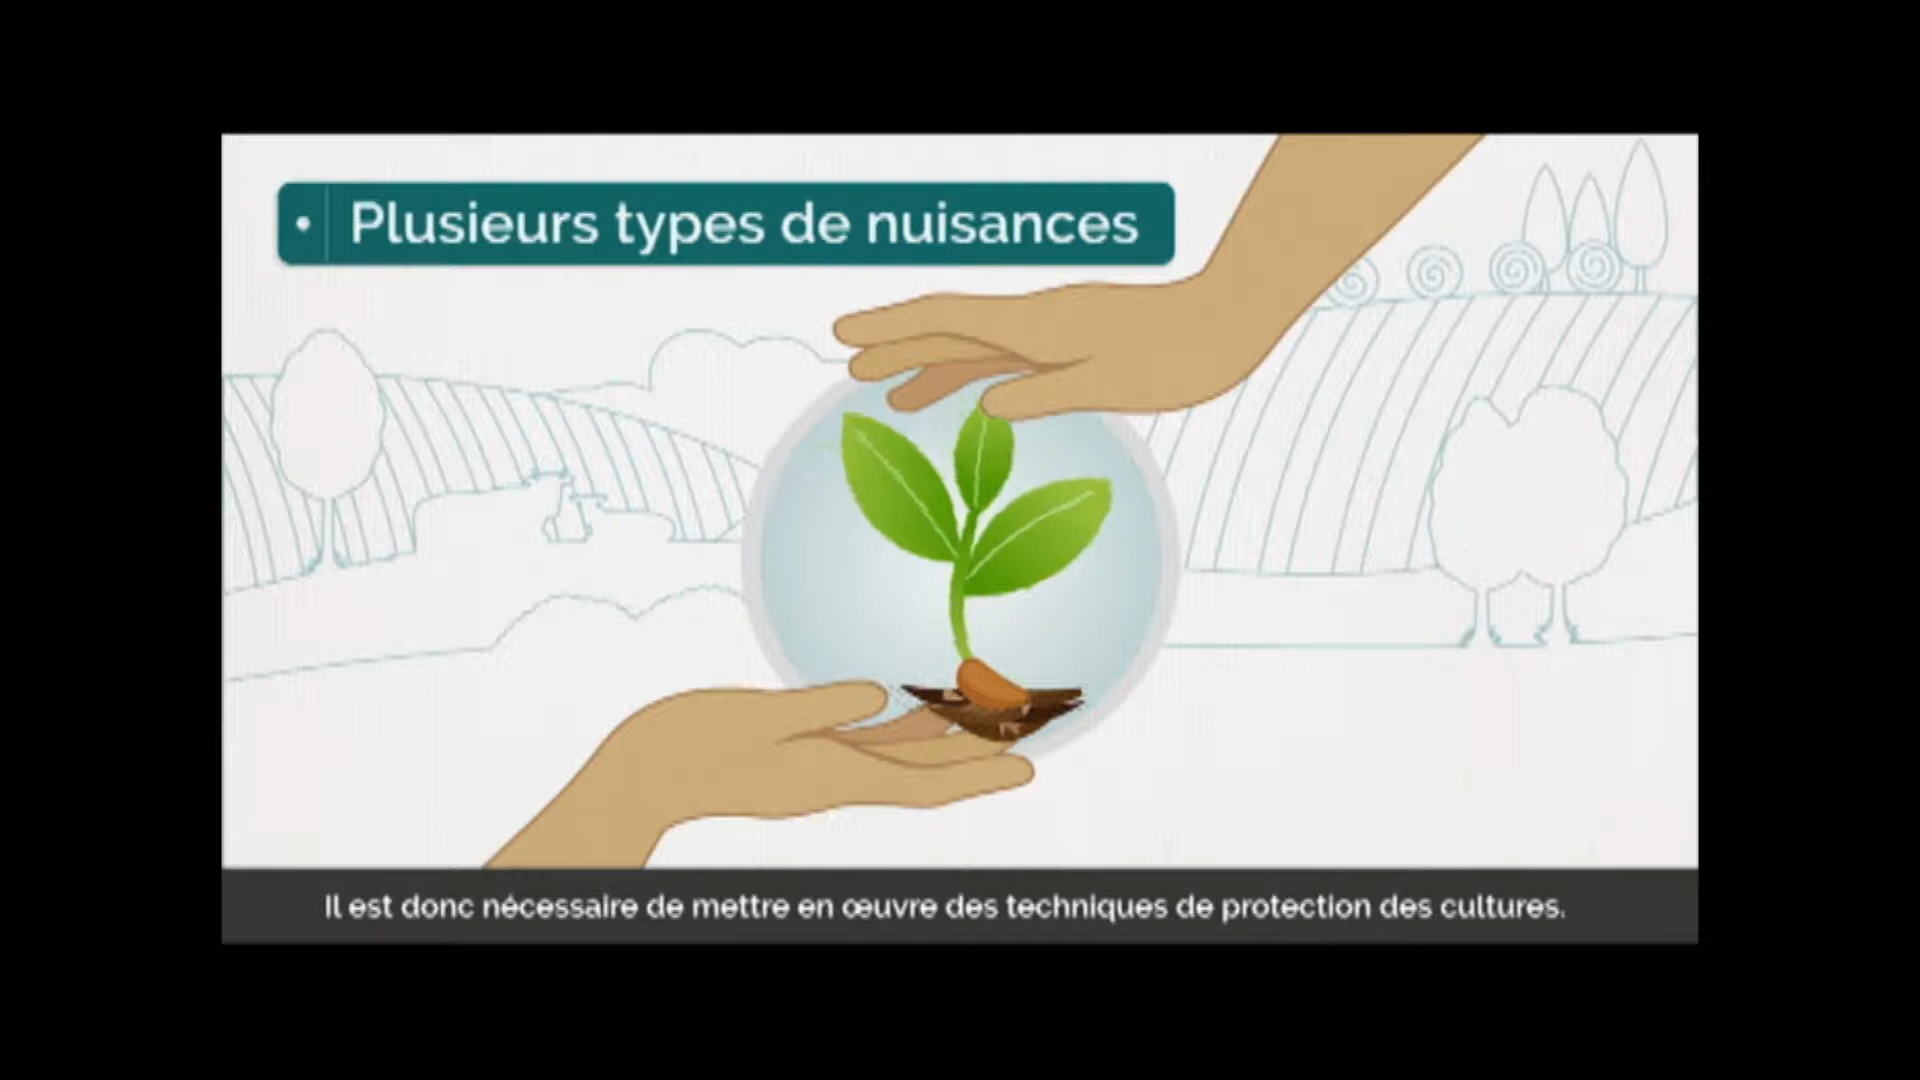 • Plusieurs types de nuisances
Il est donc nécessaire de mettre en œuvre des techniques de protection des cultures.